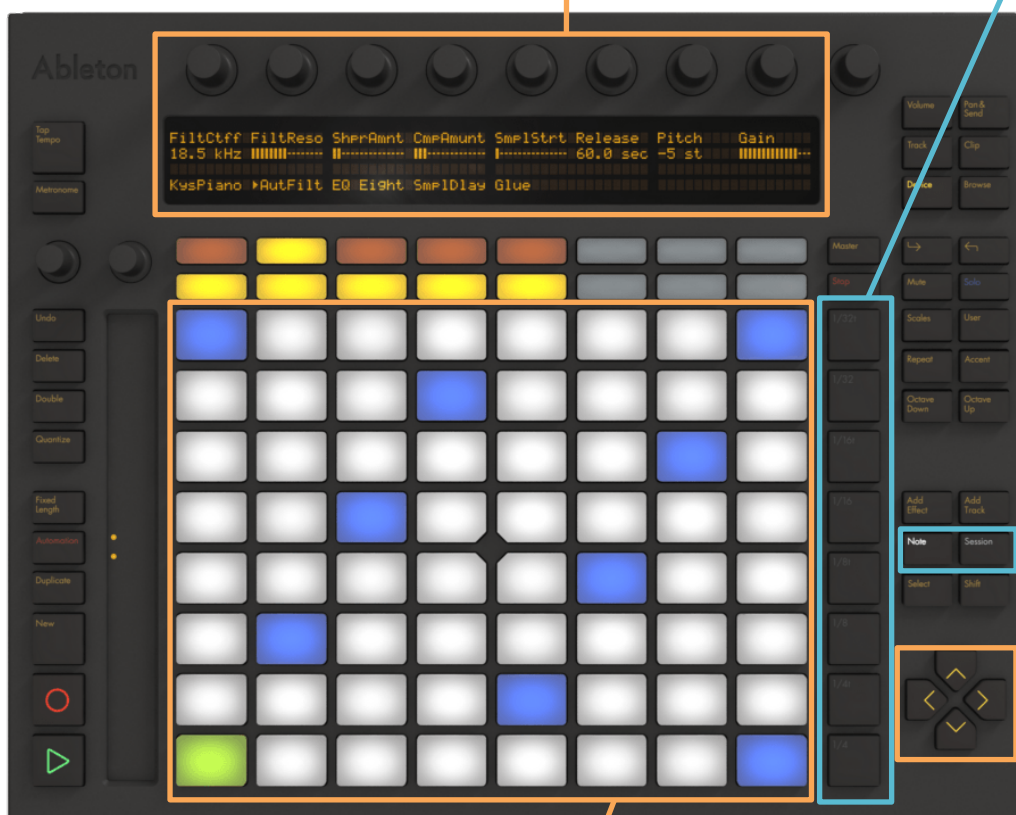 Ableton
Volume
Pan &
Send
Tap
Tempo
FiltCtff FiltReso ShprAmnt CmpAmunt SmplStrt Release Pitch Gain
18.5 kHz 60.0 sec -5 st
Track
Clip
KysPiano ▸AutFilt EQ Eight SmplDlay Glue
Metronome
Device
Browse
Master
Stop
Mute
Solo
Undo
1/32t
Scales
User
Delete
1/32
Repeat
Accent
Double
Octave
Down
Octave
Up
Quantize
1/16t
Fixed
Length
1/16
Add
Effect
Add
Track
Automation
Note
Session
1/8t
Duplicate
Select
Shift
New
1/8
1/4t
1/4